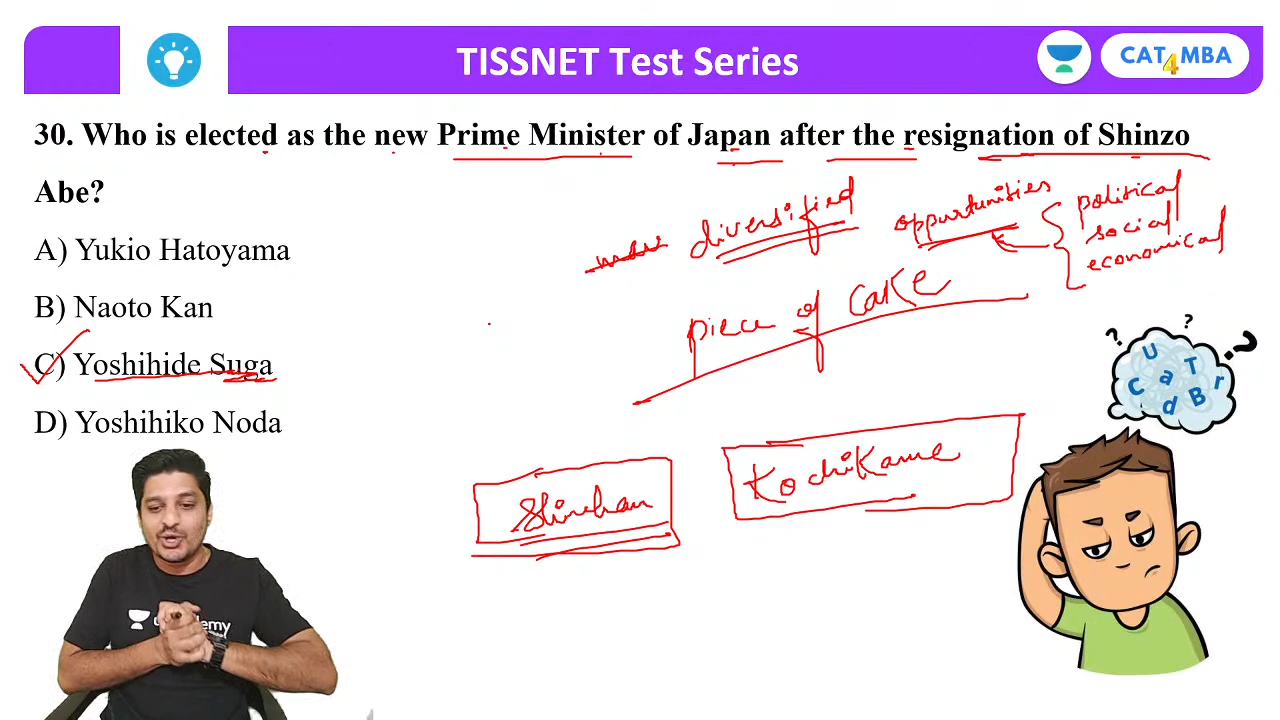 TISSNET Test Series
CAT4MBA
30. Who is elected as the new Prime Minister of Japan after the resignation of Shinzo
Abe?
A) Yukio Hatoyama
B) Naoto Kan
C) Yoshihide Suga
D) Yoshihiko Noda
diversified
oppurtunities
political
social
economical
piece of cake
Shinchan
Kochikame
? ? ?
U T
C a r
d B